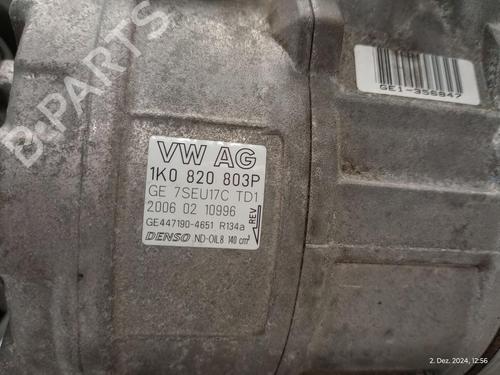 B-PARTS
GE1-356847
VW AG
1K0 820 803P
GE 7SEU17C TD1
2006 02 10996
GE447190-4651 R134a
DENSO ND-OIL8 140 cm³
REV
2. Dez. 2024, 12:56